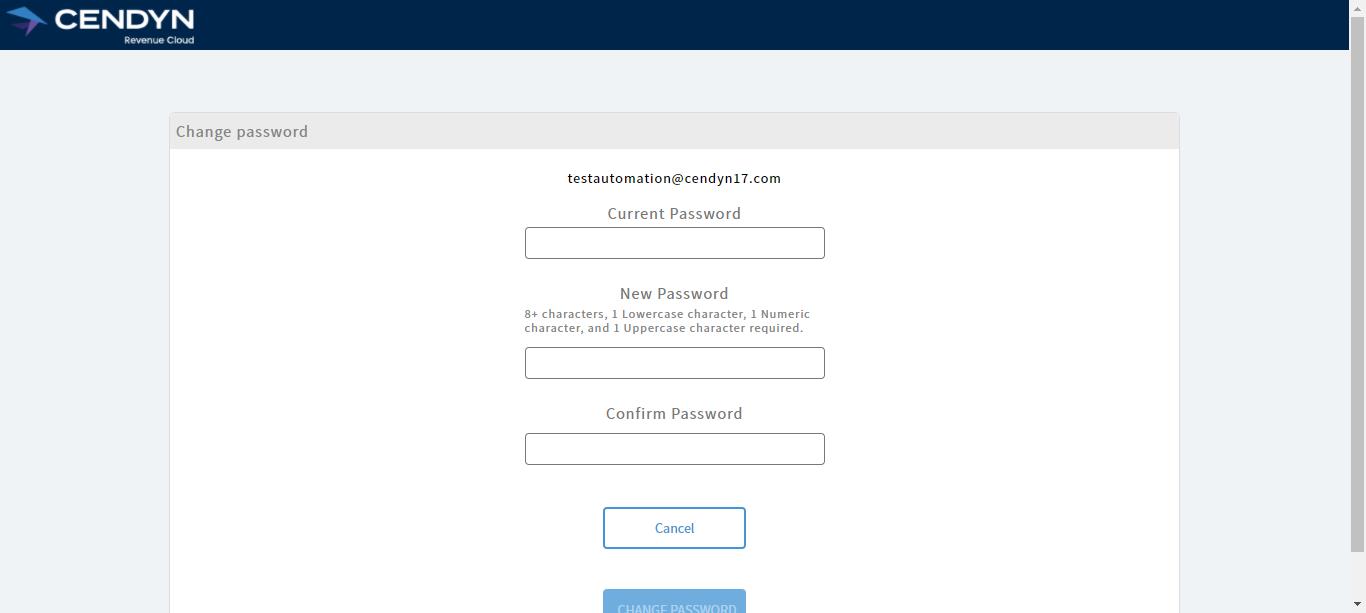 CENDYN
Revenue Cloud
Change password
testautomation@cendyn17.com
Current Password
New Password
8+ characters, 1 Lowercase character, 1 Numeric
character, and 1 Uppercase character required.
Confirm Password
Cancel
CHANGE PASSWORD